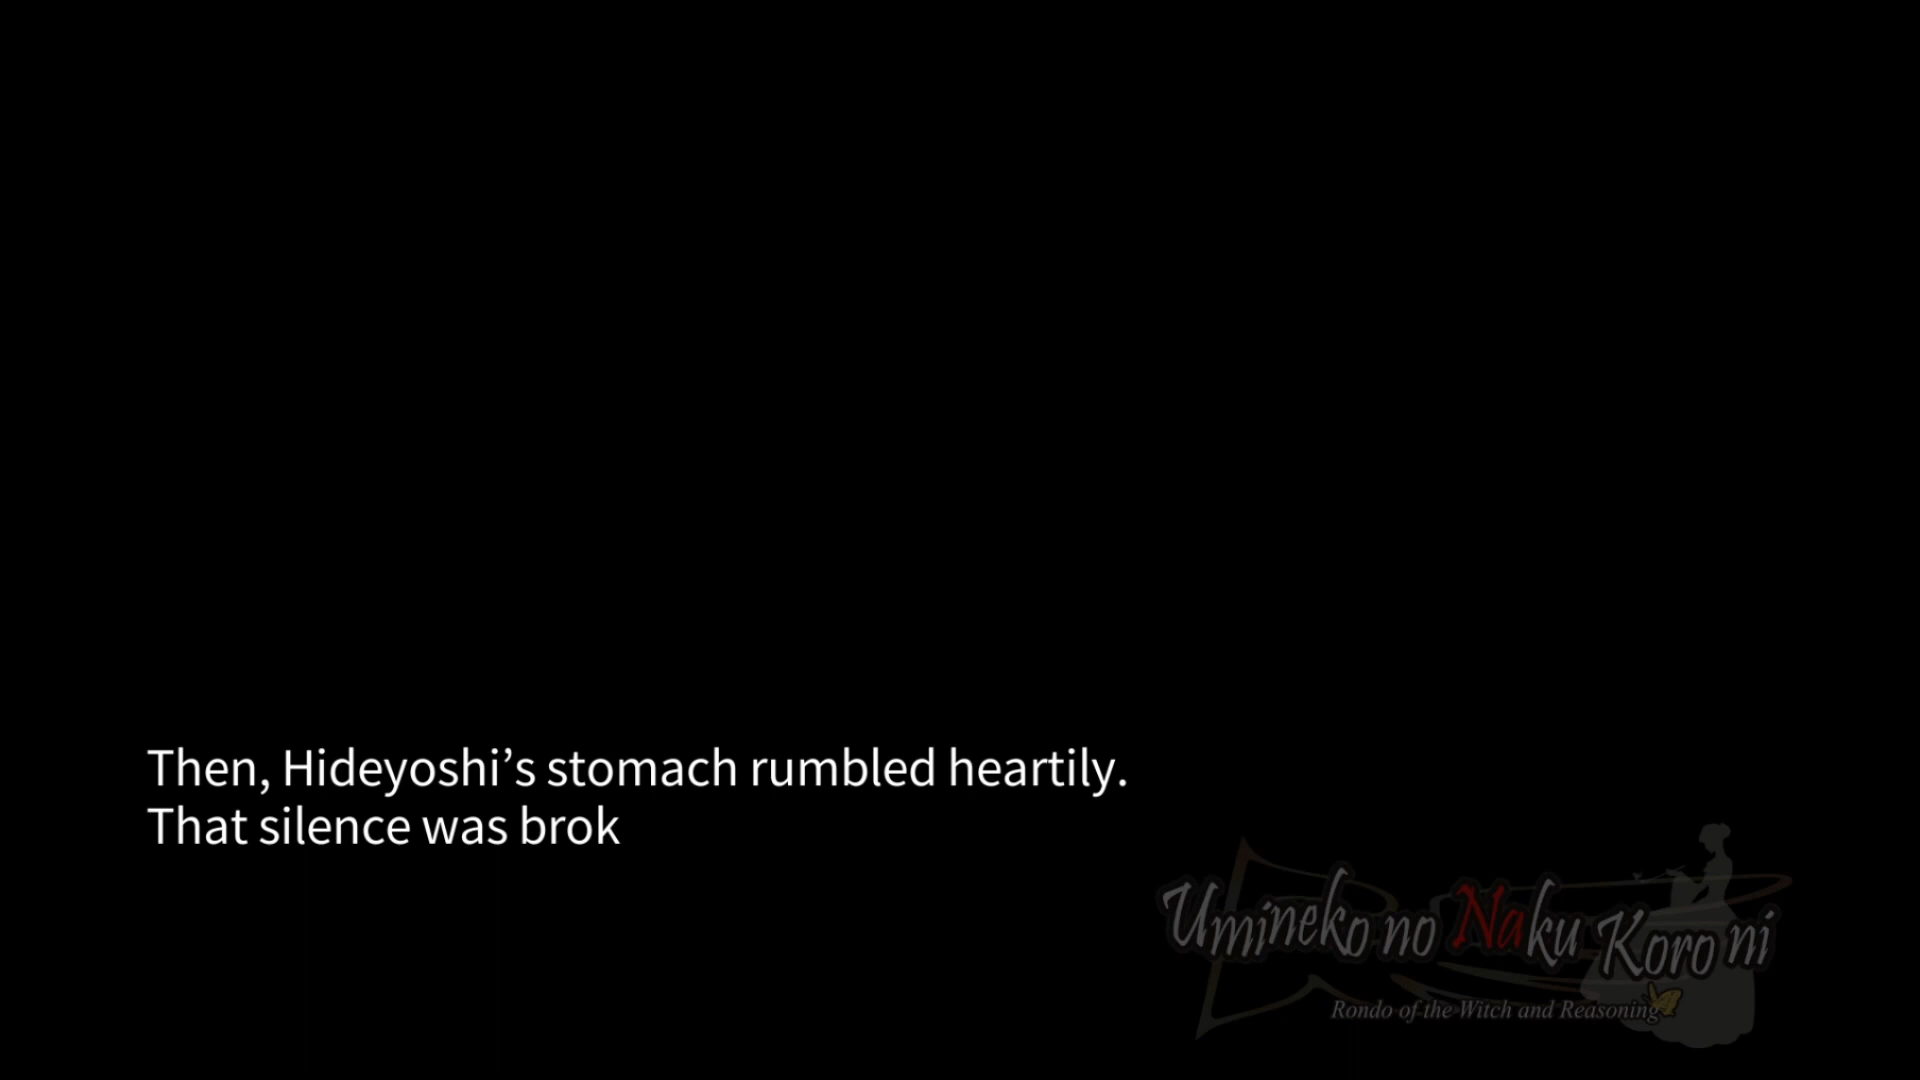 Then, Hideyoshi’s stomach rumbled heartily.
That silence was brok
Umineko no Naku Koro ni
Rondo of the Witch and Reasoning